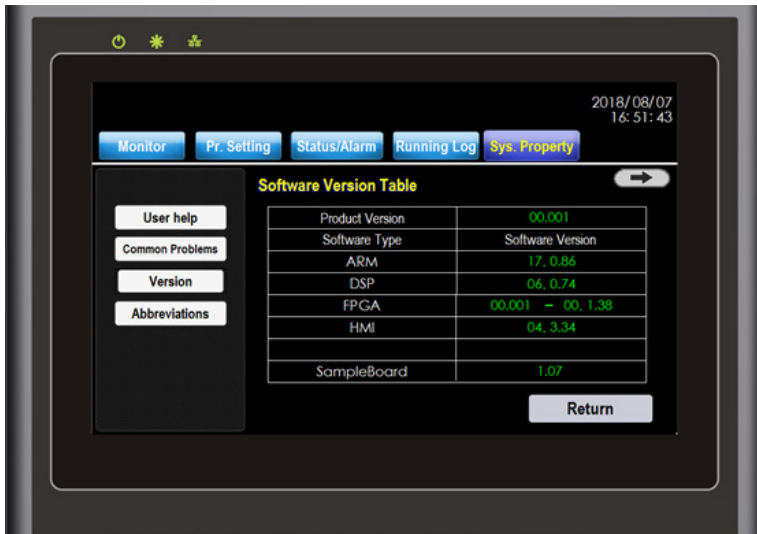 2018/08/07
16:51:43
Monitor Pr. Setting Status/Alarm Running Log Sys. Property
Software Version Table
User help
Common Problems
Version
Abbreviations
Product Version 00.001
Software Type Software Version
ARM 17, 0.86
DSP 06, 0.74
FPGA 00.001 – 00, 1.38
HMI 04, 3.34
SampleBoard 1.07
Return